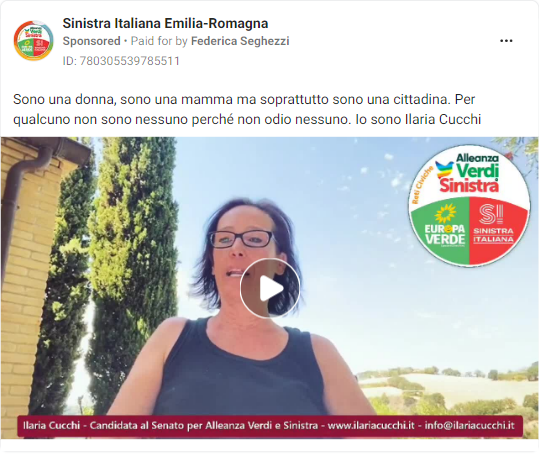 Sinistra Italiana Emilia-Romagna
Sponsored • Paid for by Federica Seghezzi
ID: 780305539785511
Sono una donna, sono una mamma ma soprattutto sono una cittadina. Per
qualcuno non sono nessuno perché non odio nessuno. Io sono Ilaria Cucchi
Reti Civiche
Alleanza
Verdi
Sinistra
EUROPA
VERDE
SI
SINISTRA
ITALIANA
Ilaria Cucchi - Candidata al Senato per Alleanza Verdi e Sinistra - www.ilariacucchi.it - info@ilariacucchi.it